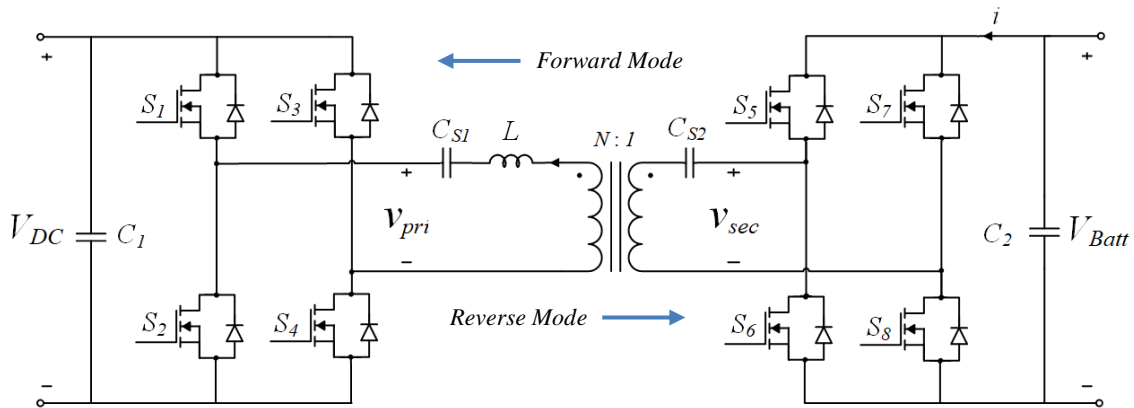 i
+
+
Forward Mode
S1
S3
S5
S7
CS1
L
N : 1
CS2
+
+
VDC
C1
vpri
vsec
C2
VBatt
−
−
Reverse Mode
S2
S4
S6
S8
−
−